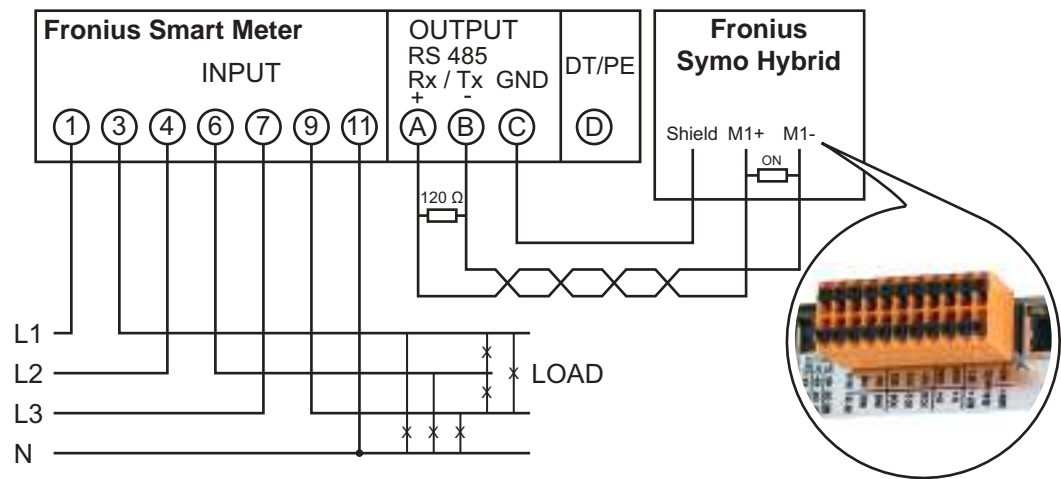 Fronius Smart Meter
INPUT
1 3 4 6 7 9 11
OUTPUT
RS 485
Rx / Tx GND
+ -
A B C
DT/PE
D
Fronius
Symo Hybrid
Shield M1+ M1-
ON
120 Ω
L1
L2
L3
N
LOAD